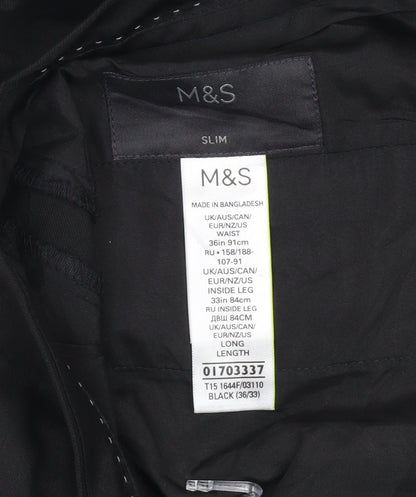 M&S
SLIM
M&S
MADE IN BANGLADESH
UK/AUS/CAN/
EUR/NZ/US
WAIST
36in 91cm
RU • 158/188-
107-91
UK/AUS/CAN/
EUR/NZ/US
INSIDE LEG
33in 84cm
RU INSIDE LEG
ДВШ 84CM
UK/AUS/CAN/
EUR/NZ/US
LONG
LENGTH
01703337
T15 1644F/03110
BLACK (36/33)